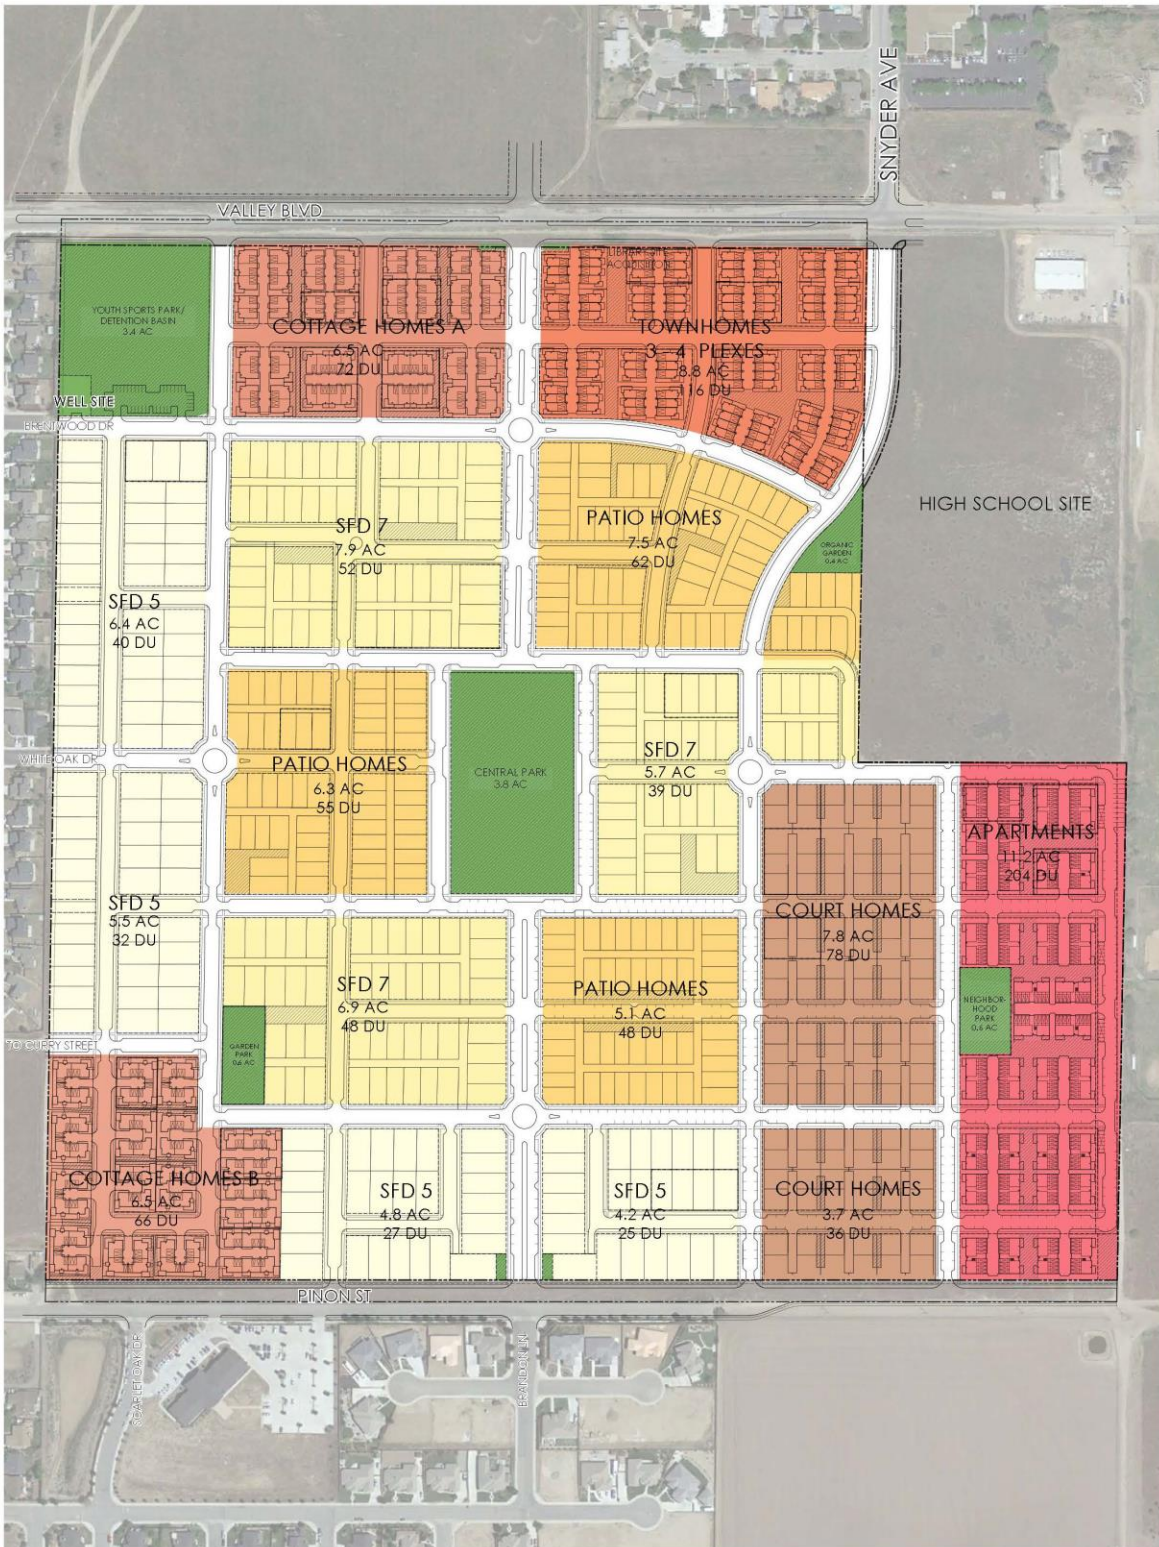 SNYDER AVE
VALLEY BLVD
YOUTH SPORTS PARK/
DETENTION BASIN
3.4 AC
COTTAGE HOMES A
6.5 AC
72 DU
LIBRARY SITE
ACQUISITION
TOWNHOMES
3 - 4 PLEXES
8.8 AC
116 DU
WELL SITE
BRENTWOOD DR
HIGH SCHOOL SITE
SFD 7
7.9 AC
52 DU
PATIO HOMES
7.5 AC
62 DU
ORGANIC
GARDEN
0.4 AC
SFD 5
6.4 AC
40 DU
WHITE OAK DR
PATIO HOMES
6.3 AC
55 DU
CENTRAL PARK
3.8 AC
SFD 7
5.7 AC
39 DU
APARTMENTS
11.2 AC
204 DU
SFD 5
5.5 AC
32 DU
COURT HOMES
7.8 AC
78 DU
SFD 7
6.9 AC
48 DU
PATIO HOMES
5.1 AC
48 DU
NEIGHBOR-
HOOD
PARK
0.6 AC
GARDEN
PARK
0.6 AC
TO CURRY STREET
COTTAGE HOMES B
6.5 AC
66 DU
SFD 5
4.8 AC
27 DU
SFD 5
4.2 AC
25 DU
COURT HOMES
3.7 AC
36 DU
PINON ST
SCARLET OAK DR
BRANDON LN